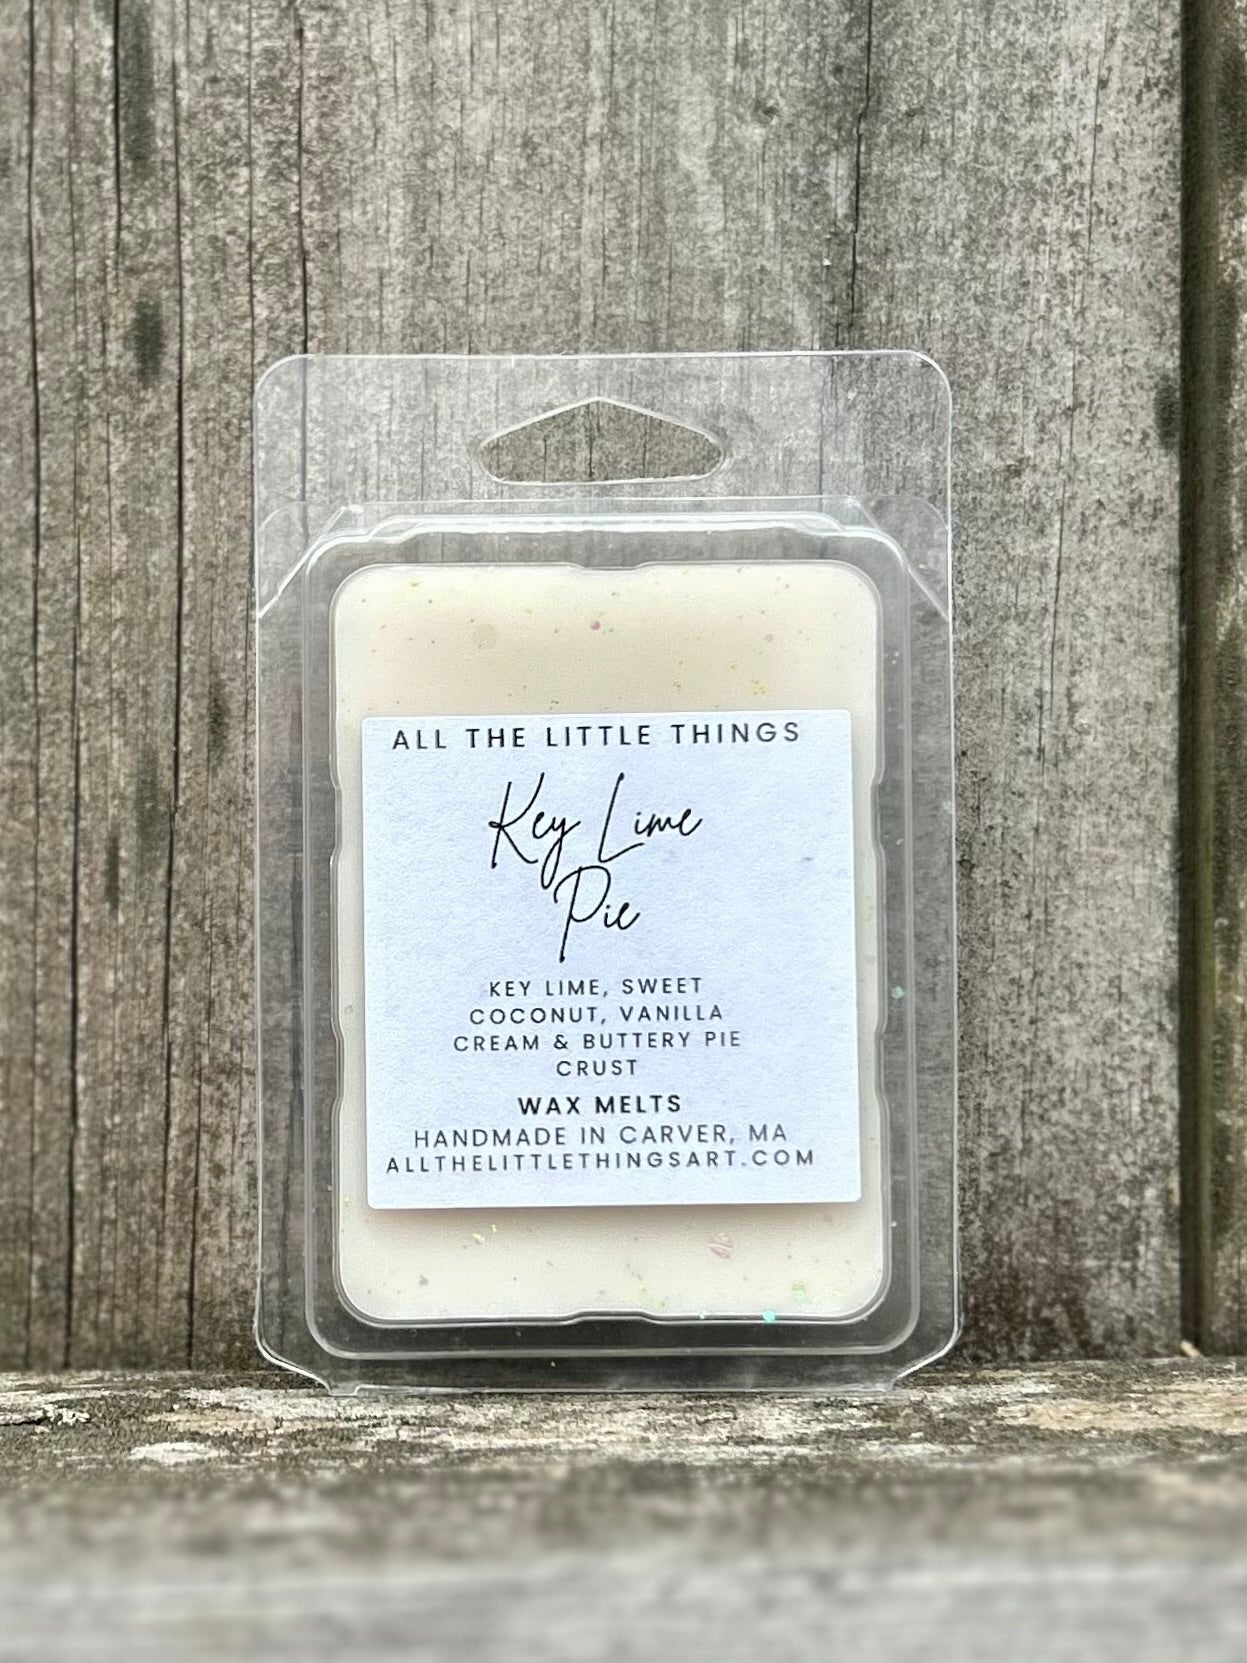 ALL THE LITTLE THINGS
Key Lime
Pie
KEY LIME, SWEET
COCONUT, VANILLA
CREAM & BUTTERY PIE
CRUST
WAX MELTS
HANDMADE IN CARVER, MA
ALLTHELITTLETHINGSART.COM